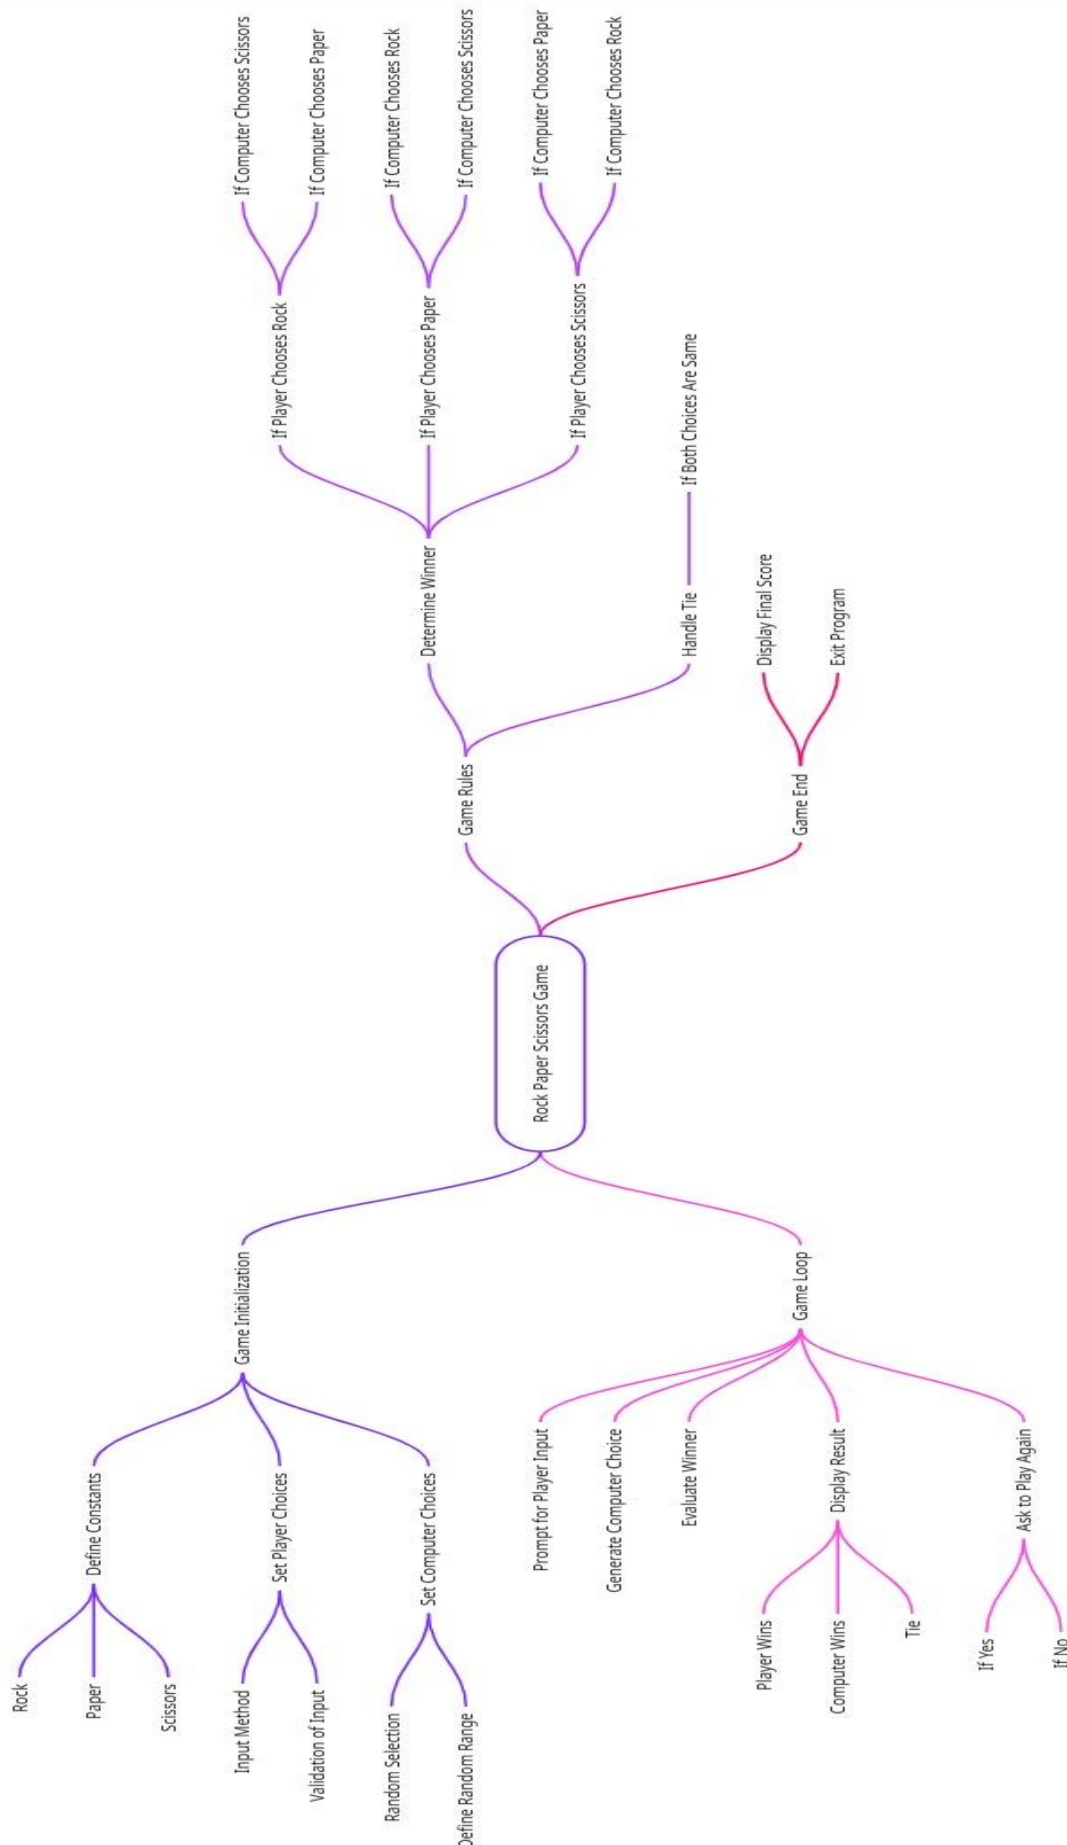 Rock Paper Scissors Game
Game Initialization
Define Constants
Rock
Paper
Scissors
Set Player Choices
Input Method
Validation of Input
Set Computer Choices
Random Selection
Define Random Range
Game Loop
Prompt for Player Input
Generate Computer Choice
Evaluate Winner
Display Result
Player Wins
Computer Wins
Tie
Ask to Play Again
If Yes
If No
Game Rules
Determine Winner
If Player Chooses Rock
If Computer Chooses Scissors
If Computer Chooses Paper
If Player Chooses Paper
If Computer Chooses Rock
If Computer Chooses Scissors
If Player Chooses Scissors
If Computer Chooses Paper
If Computer Chooses Rock
Handle Tie
If Both Choices Are Same
Game End
Display Final Score
Exit Program